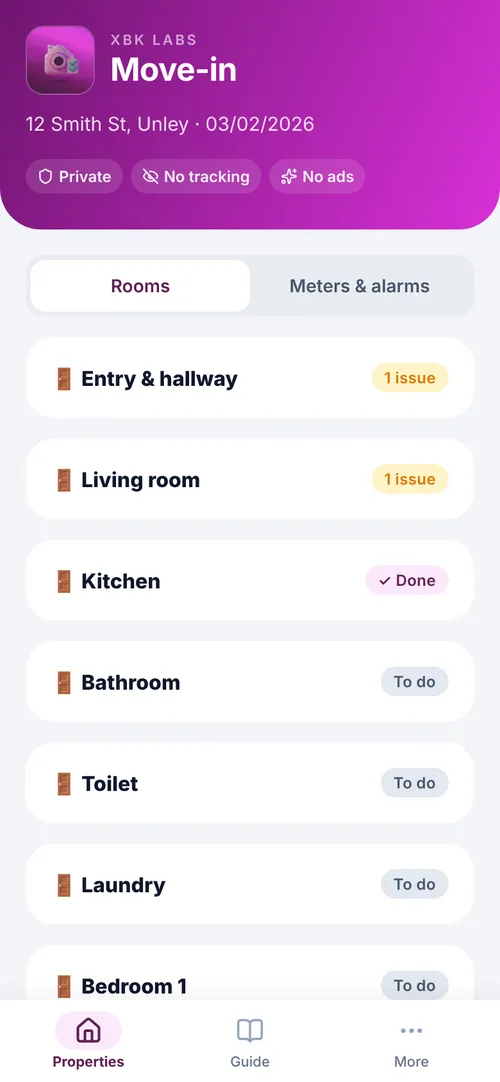 XBK LABS
Move-in
12 Smith St, Unley · 03/02/2026
Private
No tracking
No ads
Rooms
Meters & alarms
Entry & hallway
1 issue
Living room
1 issue
Kitchen
✓ Done
Bathroom
To do
Toilet
To do
Laundry
To do
Bedroom 1
To do
Properties
Guide
More